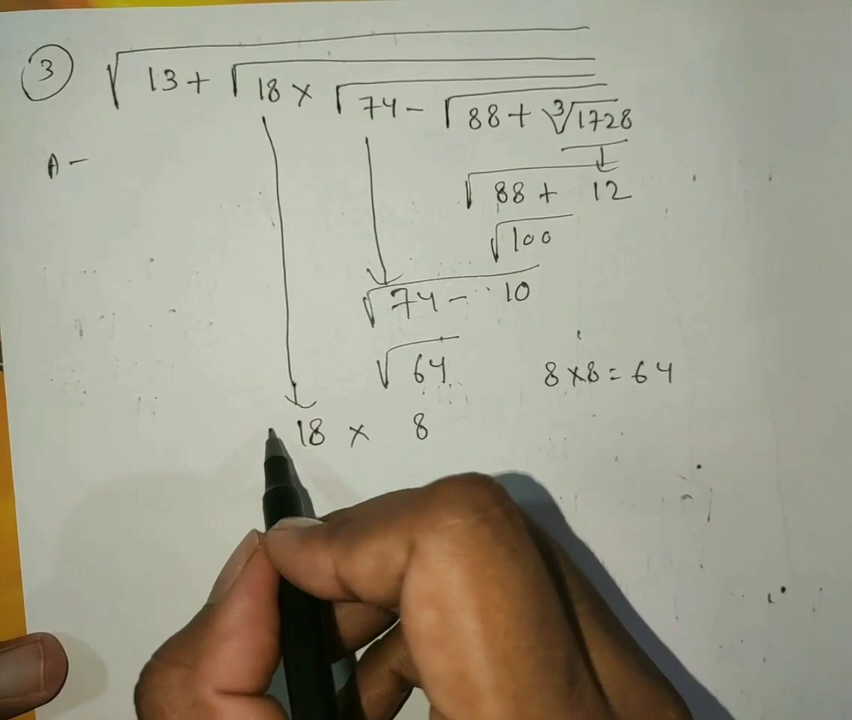 3 √13 + √18 × √74 - √88 + ∛1728
A -
√88 + 12
√100
√74 - 10
√64 8 × 8 = 64
18 × 8